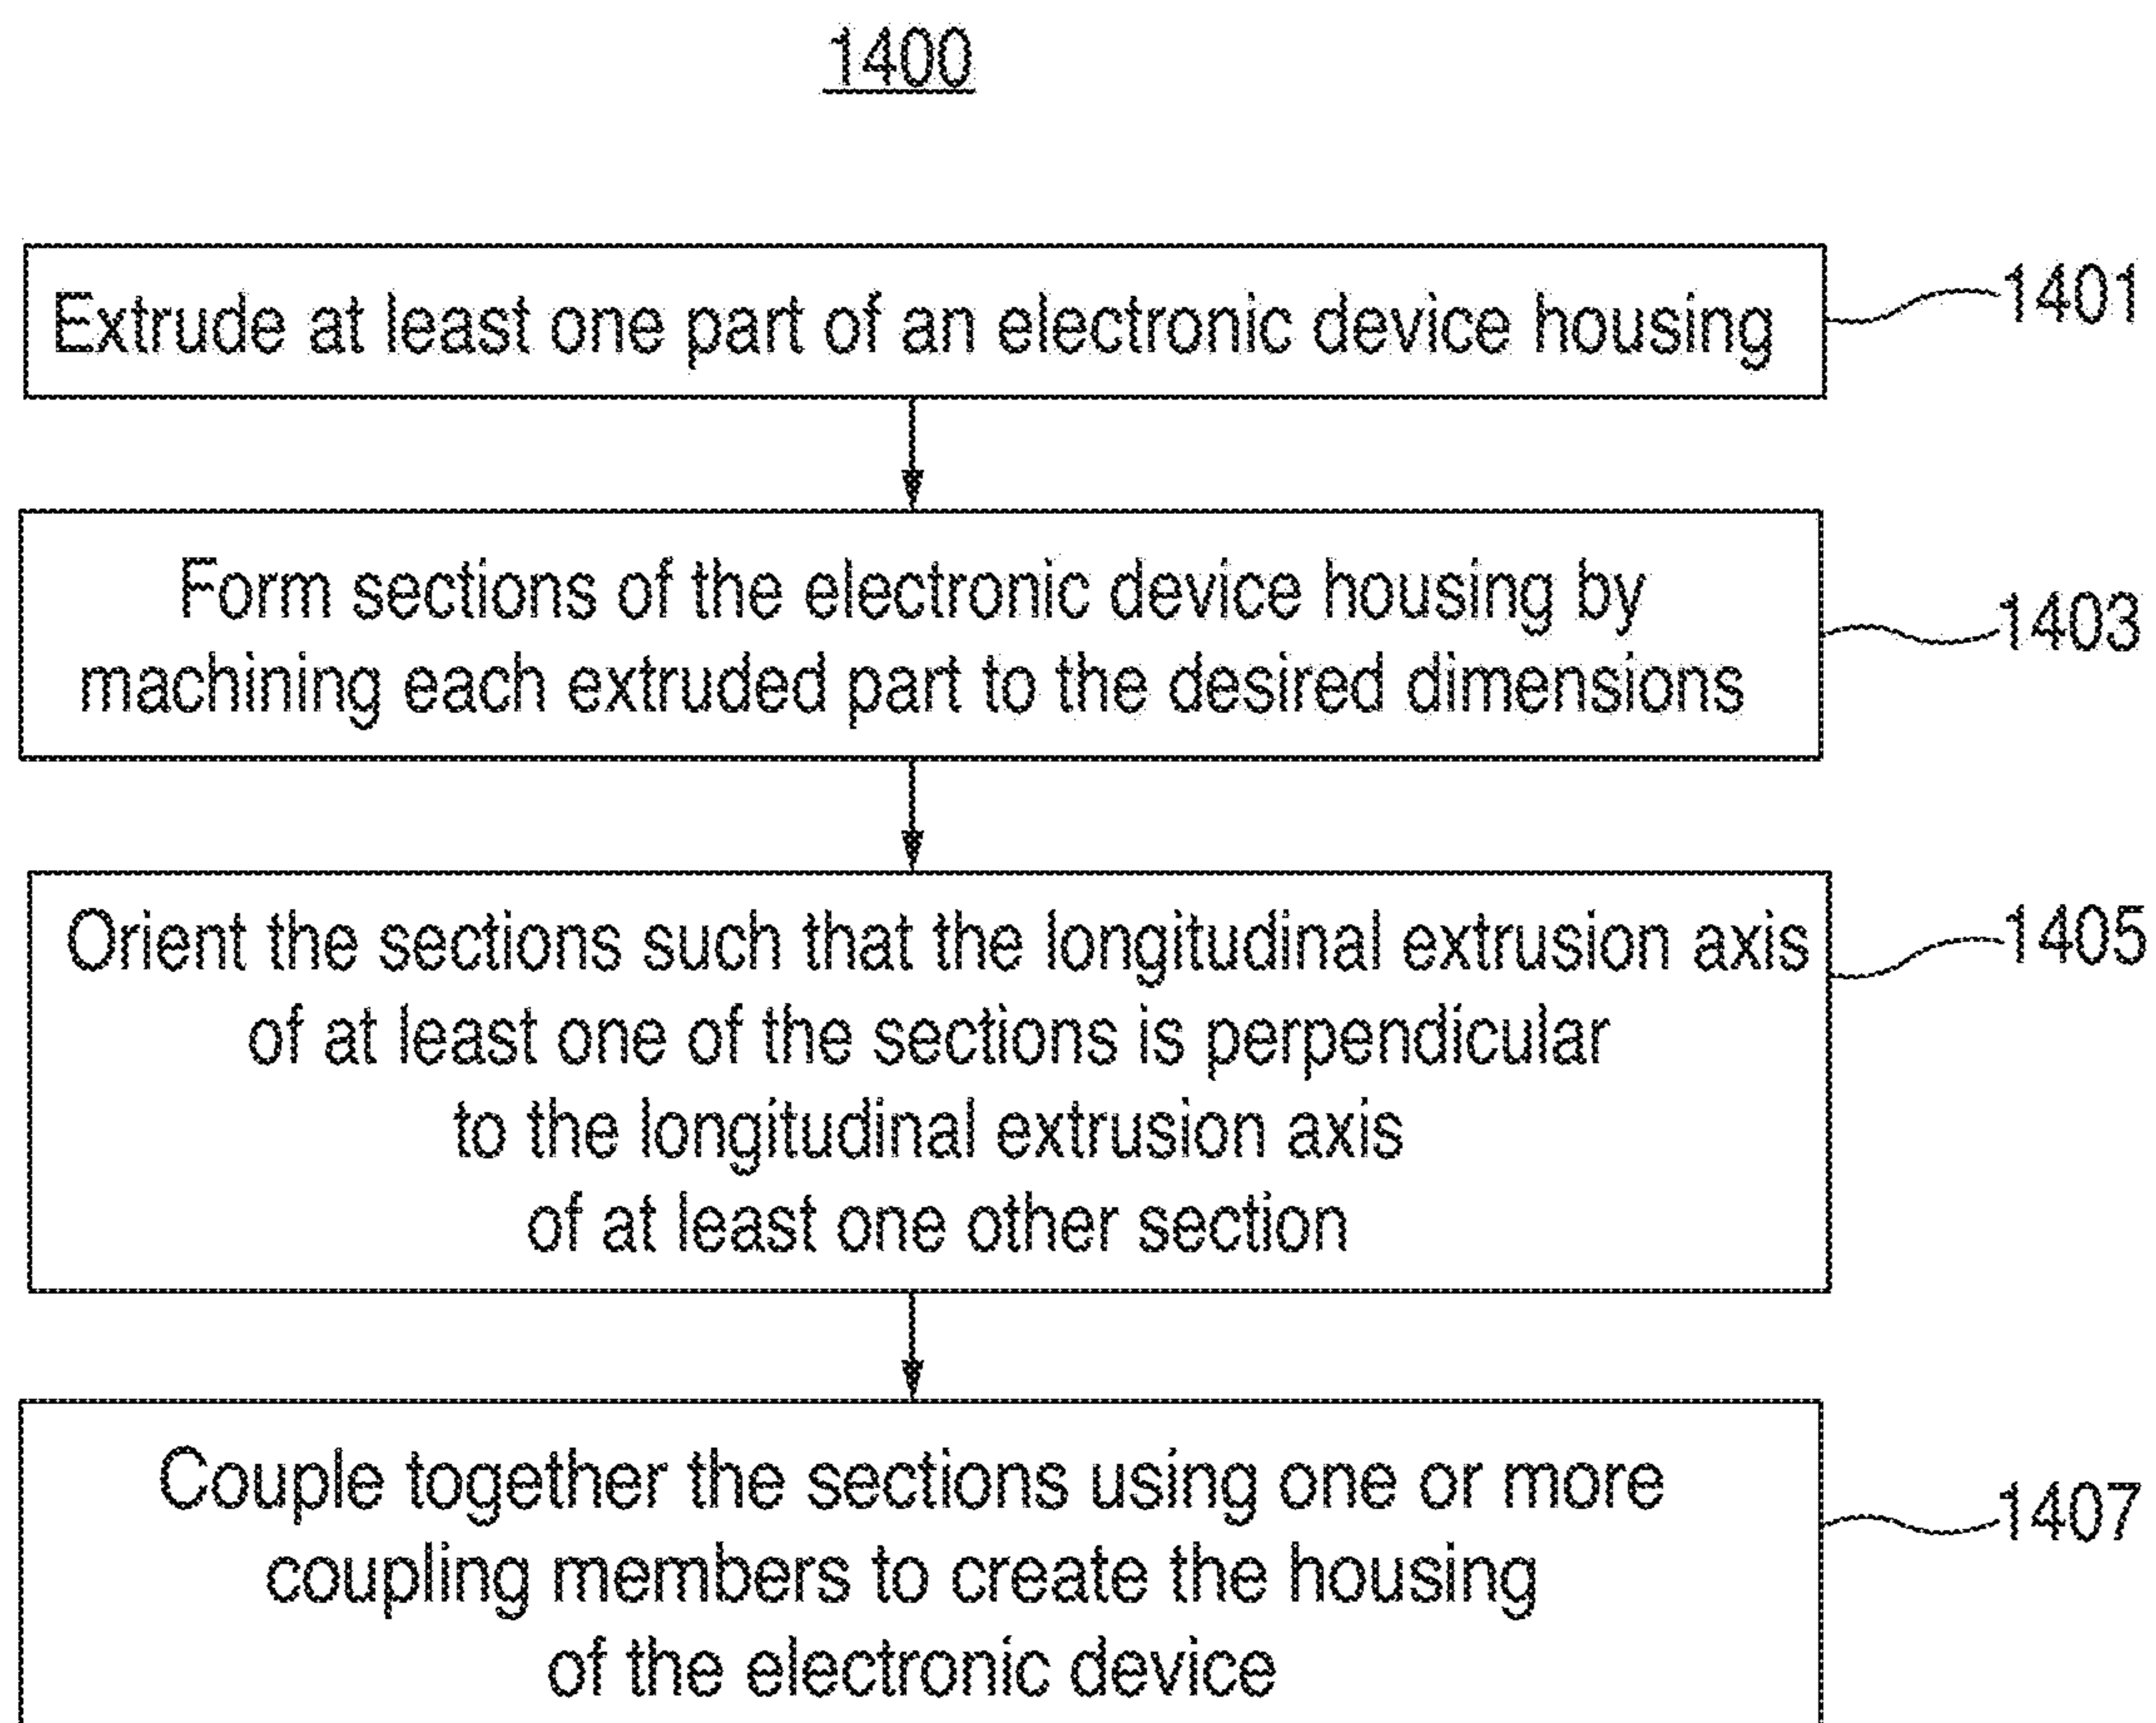 1400
Extrude at least one part of an electronic device housing
1401
Form sections of the electronic device housing by
machining each extruded part to the desired dimensions
1403
Orient the sections such that the longitudinal extrusion axis
of at least one of the sections is perpendicular
to the longitudinal extrusion axis
of at least one other section
1405
Couple together the sections using one or more
coupling members to create the housing
of the electronic device
1407